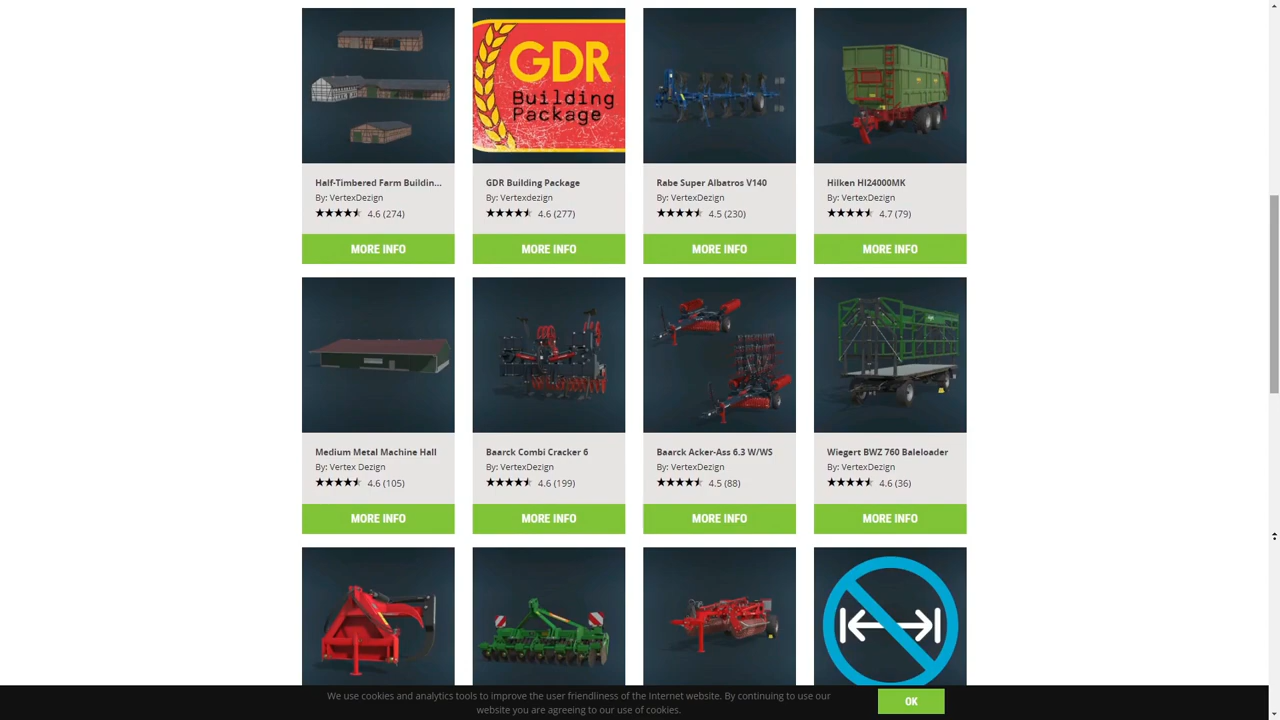 GDR
Building
Package
Half-Timbered Farm Buildin...
By: VertexDezign
4.6 (274)
MORE INFO
GDR Building Package
By: Vertexdezign
4.6 (277)
MORE INFO
Rabe Super Albatros V140
By: VertexDezign
4.5 (230)
MORE INFO
Hilken HI24000MK
By: VertexDezign
4.7 (79)
MORE INFO
Medium Metal Machine Hall
By: Vertex Dezign
4.6 (105)
MORE INFO
Baarck Combi Cracker 6
By: VertexDezign
4.6 (199)
MORE INFO
Baarck Acker-Ass 6.3 W/WS
By: VertexDezign
4.5 (88)
MORE INFO
Wiegert BWZ 760 Baleloader
By: VertexDezign
4.6 (36)
MORE INFO
We use cookies and analytics tools to improve the user friendliness of the Internet website. By continuing to use our
website you are agreeing to our use of cookies.
OK